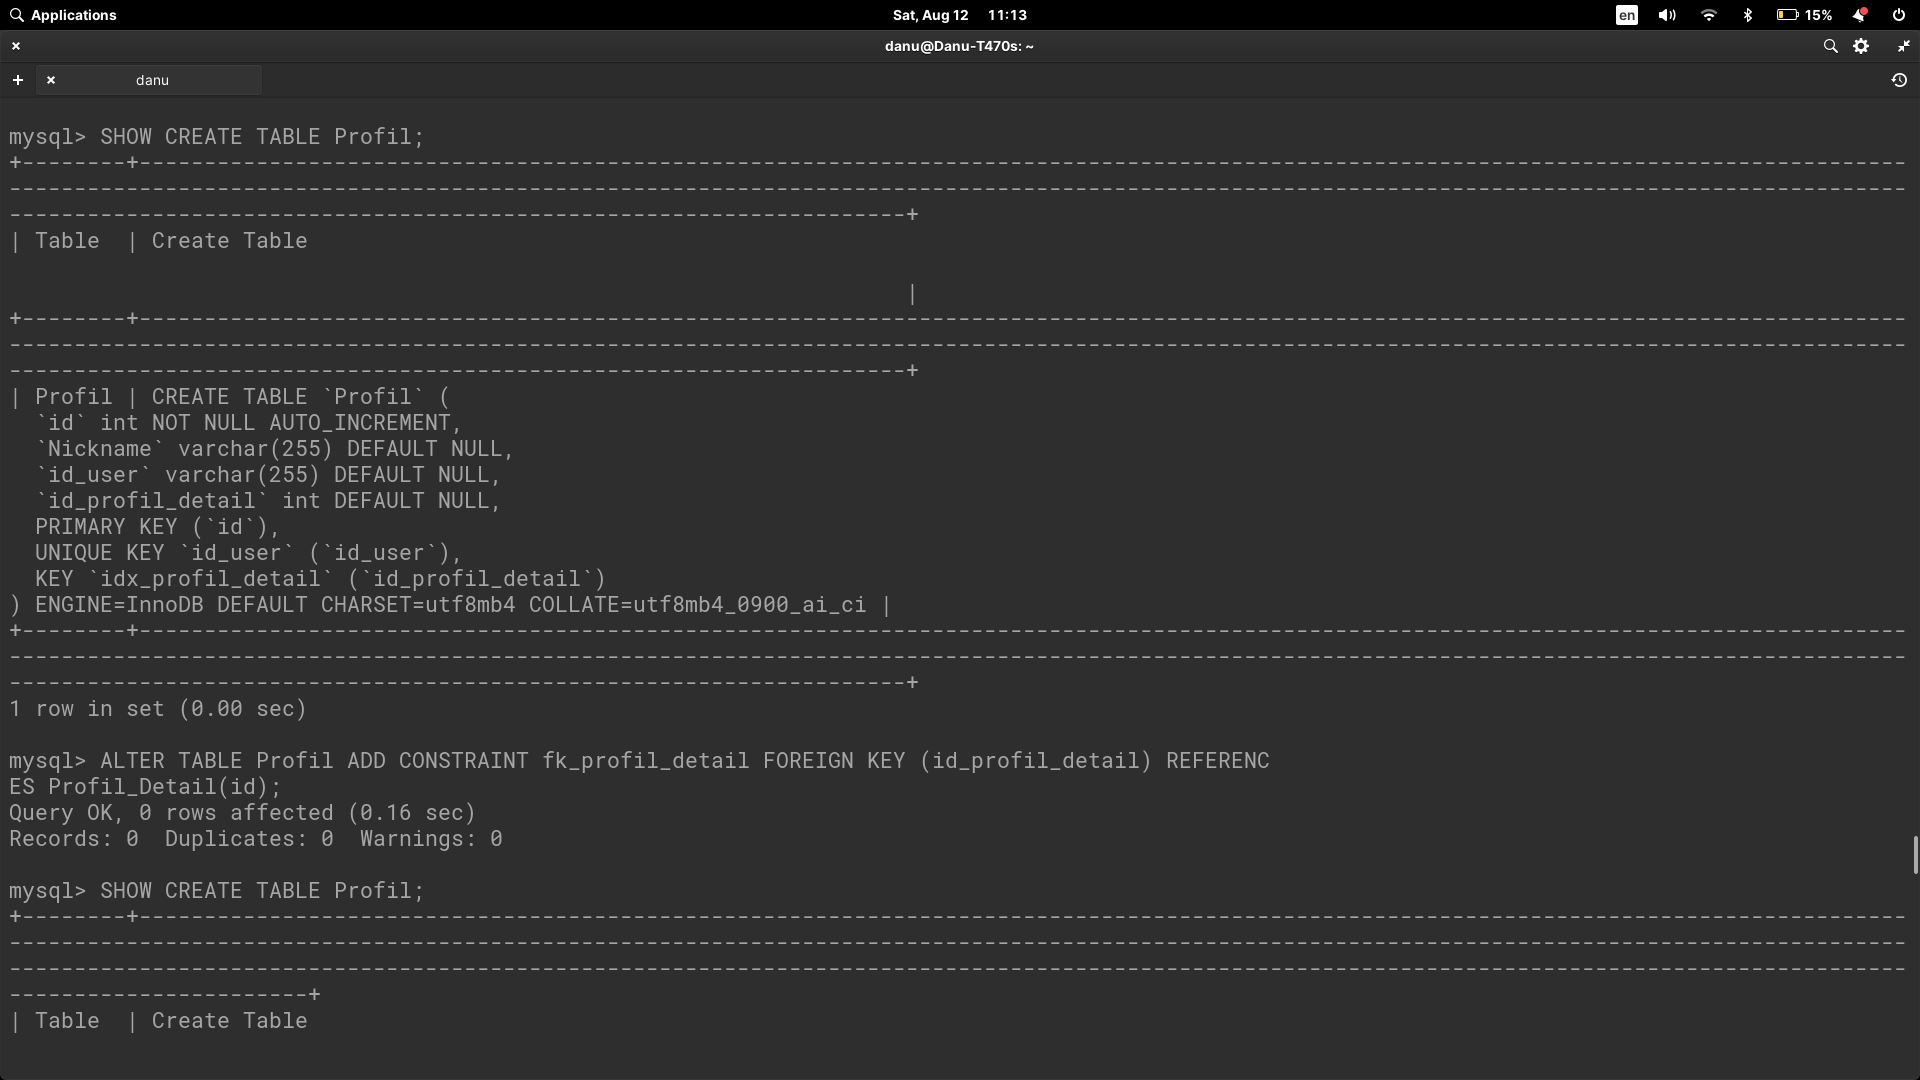 Applications
Sat, Aug 12 11:13
en
15%
danu@Danu-T470s: ~
danu
mysql> SHOW CREATE TABLE Profil;
+--------+----------------------------------------------------------------------------------------------------------------------------------------
--------------------------------------------------------------------------------------------------------------------------------------------------
---------------------------------------------------------------------+
| Table  | Create Table
|
+--------+----------------------------------------------------------------------------------------------------------------------------------------
--------------------------------------------------------------------------------------------------------------------------------------------------
---------------------------------------------------------------------+
| Profil | CREATE TABLE `Profil` (
  `id` int NOT NULL AUTO_INCREMENT,
  `Nickname` varchar(255) DEFAULT NULL,
  `id_user` varchar(255) DEFAULT NULL,
  `id_profil_detail` int DEFAULT NULL,
  PRIMARY KEY (`id`),
  UNIQUE KEY `id_user` (`id_user`),
  KEY `idx_profil_detail` (`id_profil_detail`)
) ENGINE=InnoDB DEFAULT CHARSET=utf8mb4 COLLATE=utf8mb4_0900_ai_ci |
+--------+----------------------------------------------------------------------------------------------------------------------------------------
--------------------------------------------------------------------------------------------------------------------------------------------------
---------------------------------------------------------------------+
1 row in set (0.00 sec)
mysql> ALTER TABLE Profil ADD CONSTRAINT fk_profil_detail FOREIGN KEY (id_profil_detail) REFERENC
ES Profil_Detail(id);
Query OK, 0 rows affected (0.16 sec)
Records: 0  Duplicates: 0  Warnings: 0
mysql> SHOW CREATE TABLE Profil;
+--------+----------------------------------------------------------------------------------------------------------------------------------------
--------------------------------------------------------------------------------------------------------------------------------------------------
--------------------------------------------------------------------------------------------------------------------------------------------------
-----------------------+
| Table  | Create Table